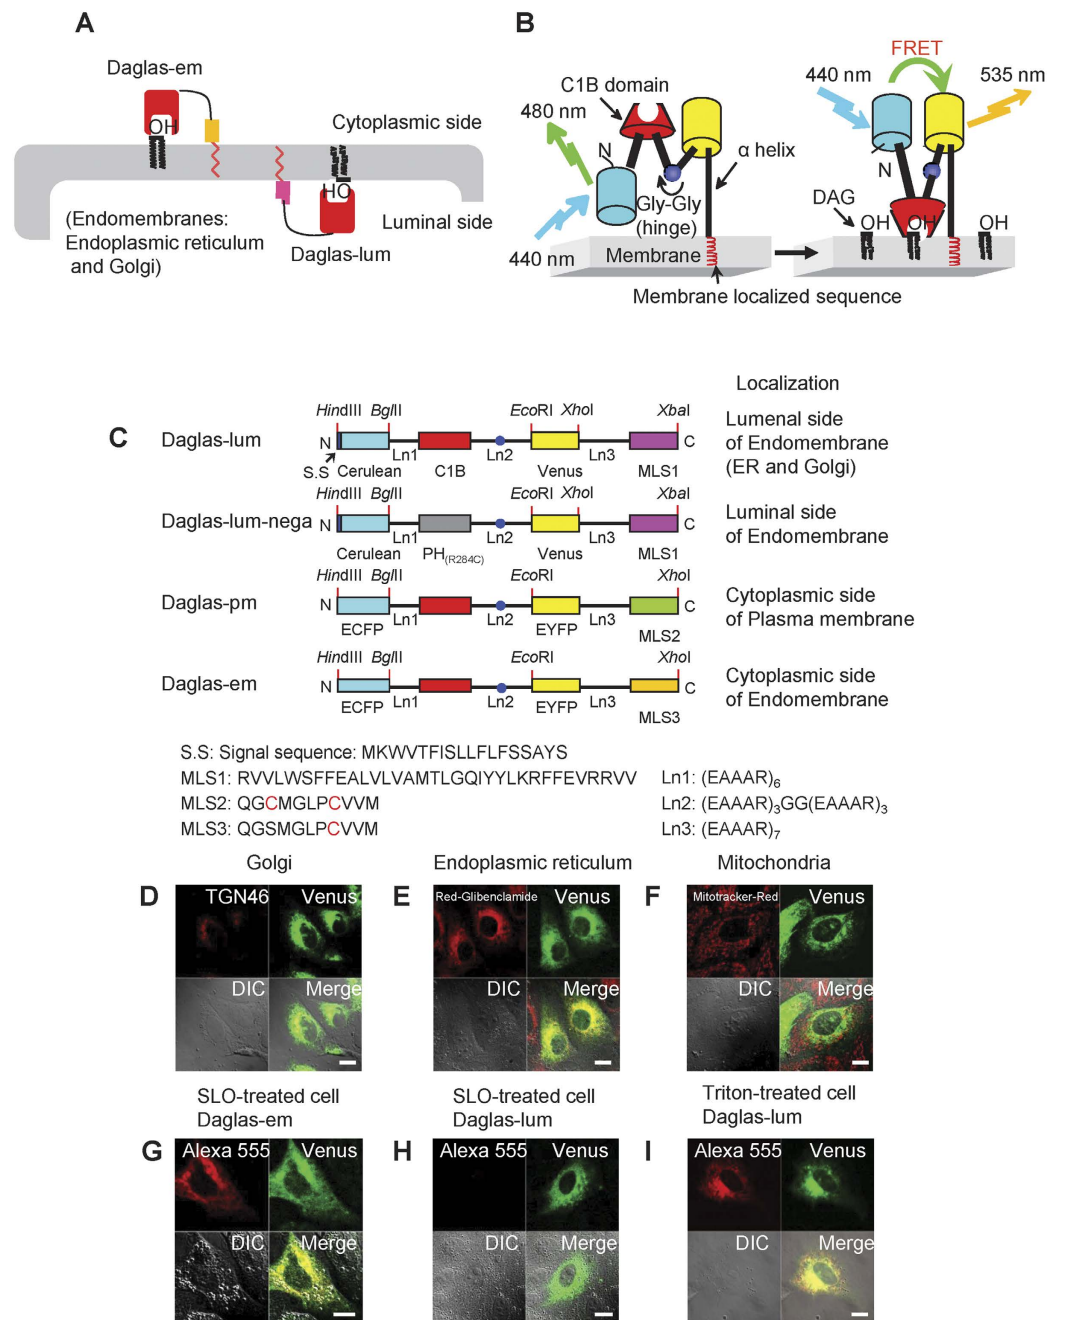 A
Daglas-em
OH
Cytoplasmic side
HO
(Endomembranes:
Endoplasmic reticulum
and Golgi)
Luminal side
Daglas-lum
B
FRET
C1B domain
440 nm
535 nm
480 nm
N
α helix
N
Gly-Gly
(hinge)
DAG
OH
OH
OH
440 nm
Membrane
Membrane localized sequence
C
Localization
HindIII BglII EcoRI XhoI XbaI
Daglas-lum
N
C
Ln1
Ln2
Ln3
S.S
Cerulean
C1B
Venus
MLS1
Lumenal side
of Endomembrane
(ER and Golgi)
HindIII BglII EcoRI XhoI XbaI
Daglas-lum-nega
N
C
Ln1
Ln2
Ln3
Cerulean
PH(R284C)
Venus
MLS1
Luminal side
of Endomembrane
HindIII BglII EcoRI XhoI
Daglas-pm
N
C
Ln1
Ln2
Ln3
ECFP
EYFP
MLS2
Cytoplasmic side
of Plasma membrane
HindIII BglII EcoRI XhoI
Daglas-em
N
C
Ln1
Ln2
Ln3
ECFP
EYFP
MLS3
Cytoplasmic side
of Endomembrane
S.S: Signal sequence: MKWVTFISLLFLFSSAYS
MLS1: RVVLWSFFEALVLVAMTLGQIYYLKRFFEVRRVV
MLS2: QGCMGLPCVVM
MLS3: QGSMGLPCVVM
Ln1: (EAAAR)6
Ln2: (EAAAR)3GG(EAAAR)3
Ln3: (EAAAR)7
Golgi
D
TGN46
Venus
DIC
Merge
Endoplasmic reticulum
E
Red-Glibenclamide
Venus
DIC
Merge
Mitochondria
F
Mitotracker-Red
Venus
DIC
Merge
SLO-treated cell
Daglas-em
G
Alexa 555
Venus
DIC
Merge
SLO-treated cell
Daglas-lum
H
Alexa 555
Venus
DIC
Merge
Triton-treated cell
Daglas-lum
I
Alexa 555
Venus
DIC
Merge